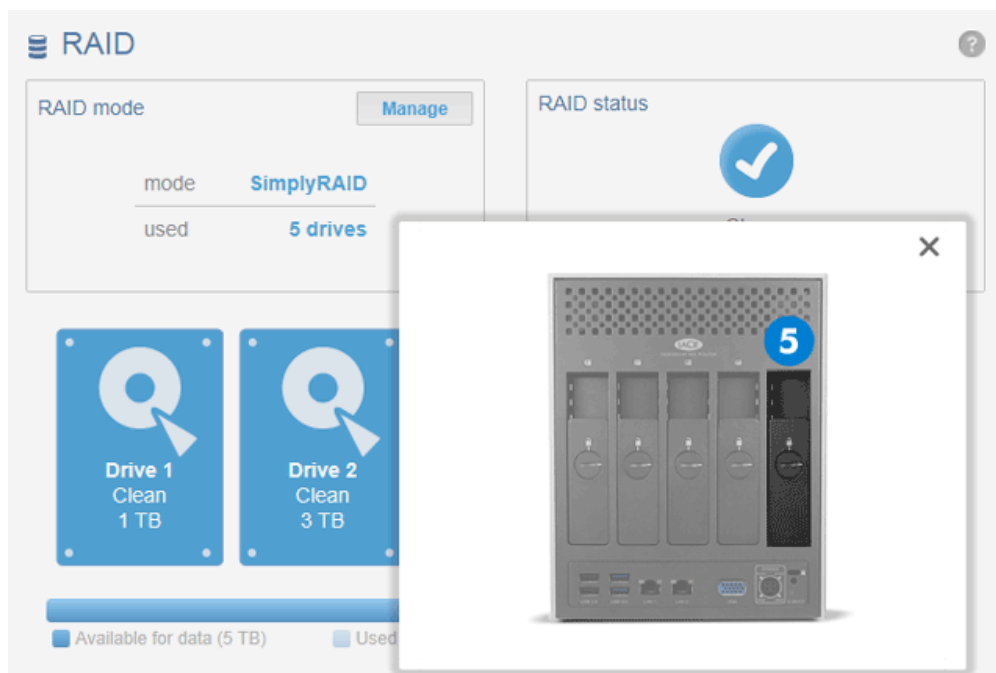 RAID
?
RAID mode
Manage
mode SimplyRAID
used 5 drives
RAID status
5
LACIE
Drive 1
Clean
1 TB
Drive 2
Clean
3 TB
Available for data (5 TB)
Used